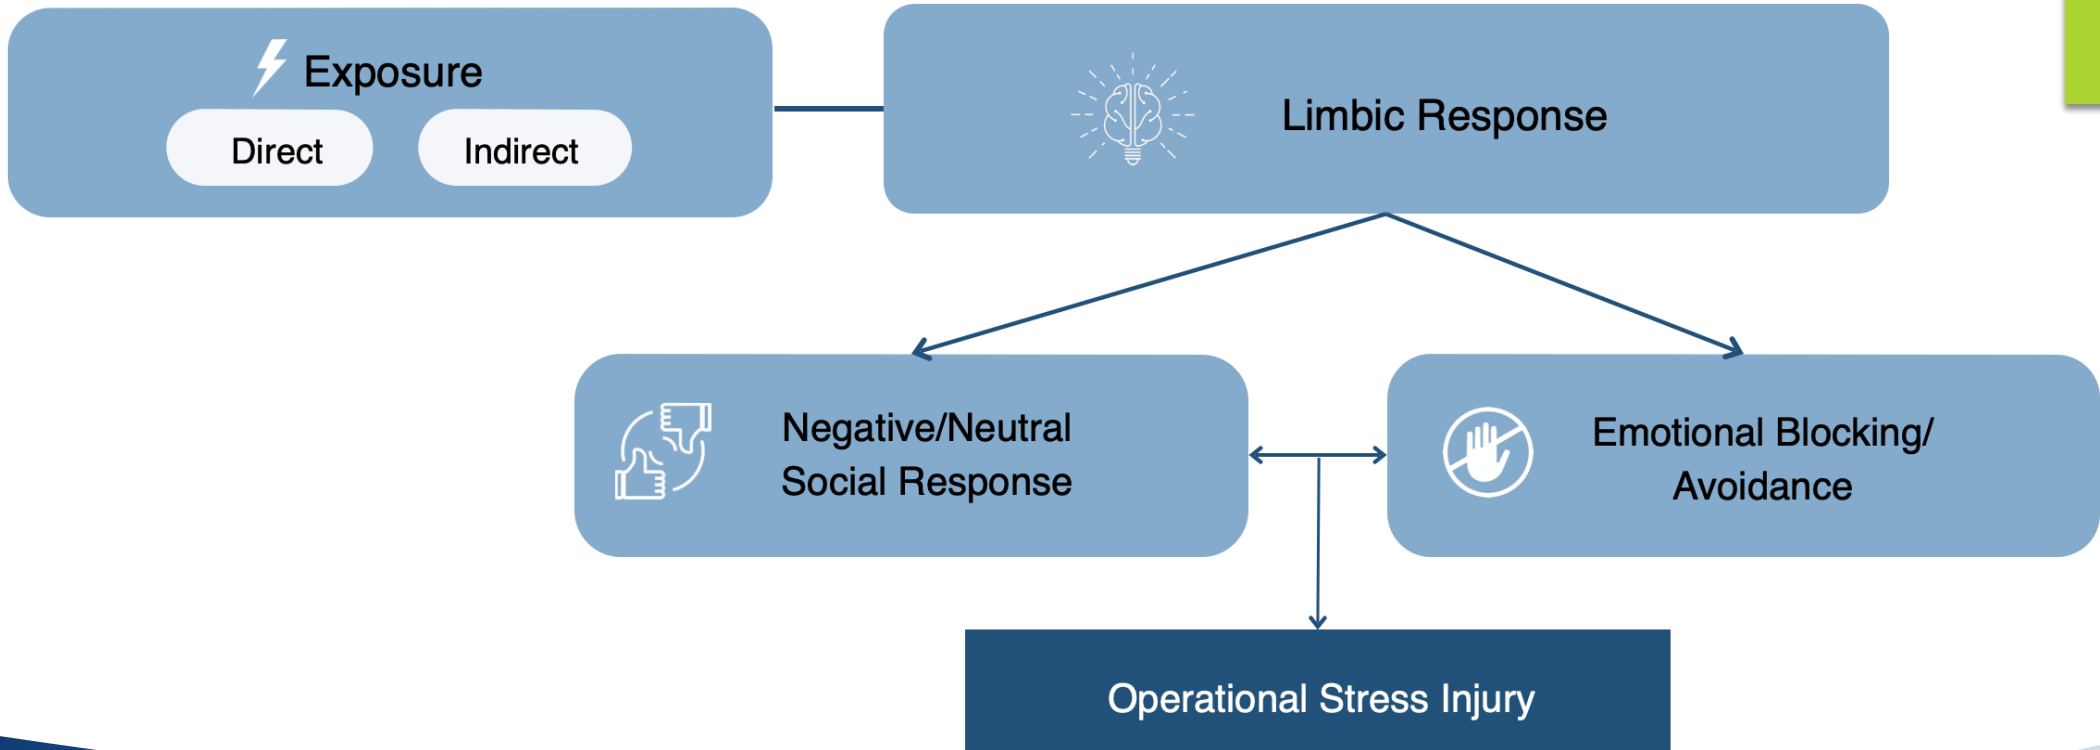 Exposure
Direct
Indirect
Limbic Response
Negative/Neutral
Social Response
Emotional Blocking/
Avoidance
Operational Stress Injury